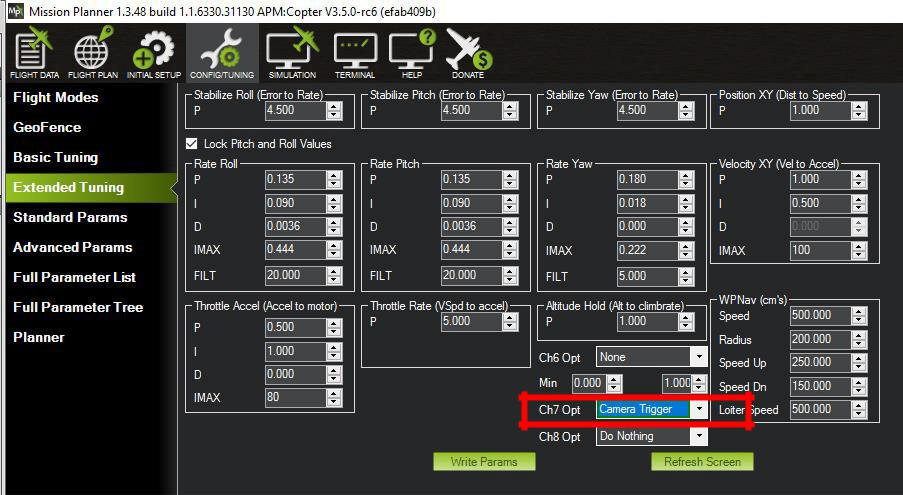 Mission Planner 1.3.48 build 1.1.6330.31130 APM:Copter V3.5.0-rc6 (efab409b)
FLIGHT DATA FLIGHT PLAN INITIAL SETUP CONFIG/TUNING SIMULATION TERMINAL HELP DONATE
Flight Modes
GeoFence
Basic Tuning
Extended Tuning
Standard Params
Advanced Params
Full Parameter List
Full Parameter Tree
Planner
Stabilize Roll (Error to Rate)
P 4.500
Stabilize Pitch (Error to Rate)
P 4.500
Stabilize Yaw (Error to Rate)
P 4.500
Position XY (Dist to Speed)
P 1.000
Lock Pitch and Roll Values
Rate Roll
P 0.135
I 0.090
D 0.0036
IMAX 0.444
FILT 20.000
Rate Pitch
P 0.135
I 0.090
D 0.0036
IMAX 0.444
FILT 20.000
Rate Yaw
P 0.180
I 0.018
D 0.000
IMAX 0.222
FILT 5.000
Velocity XY (Vel to Accel)
P 1.000
I 0.500
D 0.000
IMAX 100
Throttle Accel (Accel to motor)
P 0.500
I 1.000
D 0.000
IMAX 80
Throttle Rate (VSpd to accel)
P 5.000
Altitude Hold (Alt to climbrate)
P 1.000
Ch6 Opt None
Min 0.000 1.000
Ch7 Opt Camera Trigger
Ch8 Opt Do Nothing
WPNav (cm's)
Speed 500.000
Radius 200.000
Speed Up 250.000
Speed Dn 150.000
Loiter Speed 500.000
Write Params
Refresh Screen